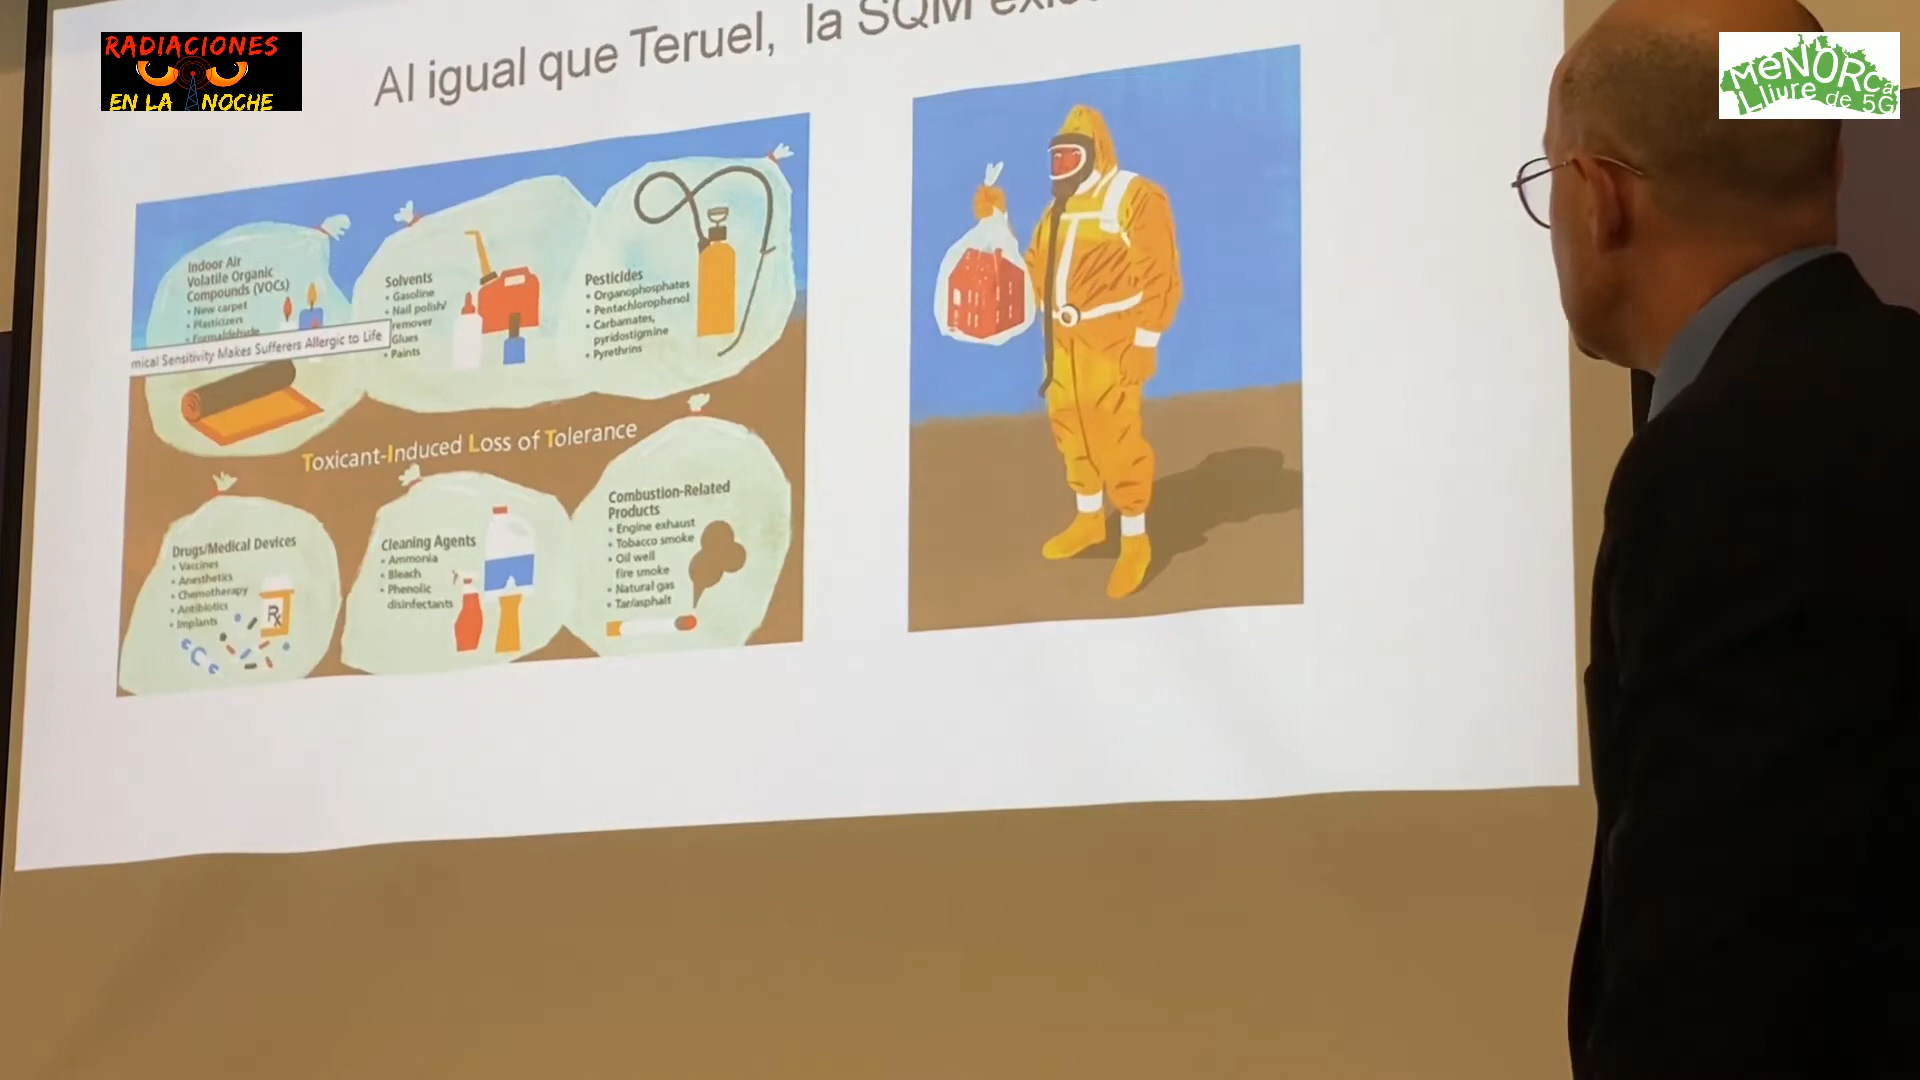 RADIACIONES
EN LA NOCHE
MeNORCa
Lliure de 5G
Al igual que Teruel, la SQM
Indoor Air
Volatile Organic
Compounds (VOCs)
• New carpet
• Plasticizers
• Formaldehyde
mical Sensitivity Makes Sufferers Allergic to Life
Solvents
• Gasoline
• Nail polish/
remover
Glues
• Paints
Pesticides
• Organophosphates
• Pentachlorophenol
• Carbamates,
pyridostigmine
• Pyrethrins
Toxicant-Induced Loss of Tolerance
Drugs/Medical Devices
• Vaccines
• Anesthetics
• Chemotherapy
• Antibiotics
• Implants
Rx
Cleaning Agents
• Ammonia
• Bleach
• Phenolic
disinfectants
Combustion-Related
Products
• Engine exhaust
• Tobacco smoke
• Oil well
fire smoke
• Natural gas
• Tar/asphalt